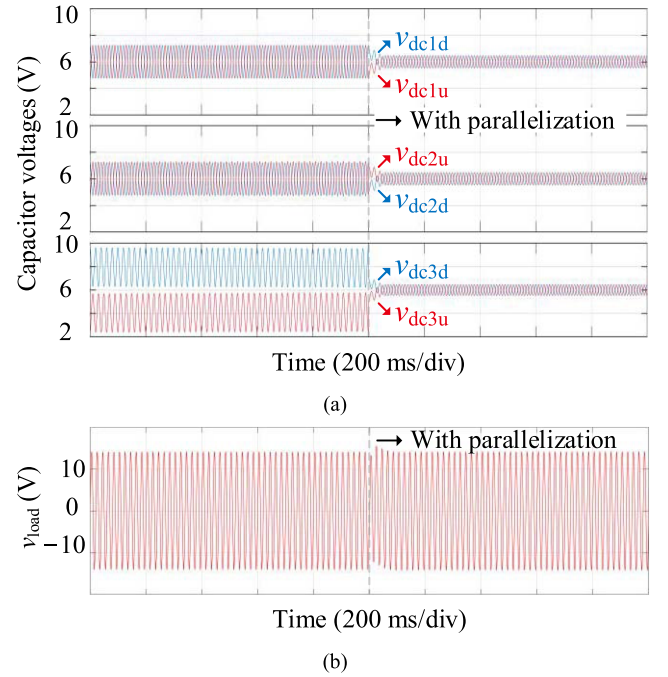 (a)
Capacitor voltages (V)
10
6
2
v_dc1d
v_dc1u
With parallelization
10
6
2
v_dc2u
v_dc2d
10
6
2
v_dc3d
v_dc3u
Time (200 ms/div)
(a)
v_load (V)
10
0
−10
With parallelization
Time (200 ms/div)
(b)